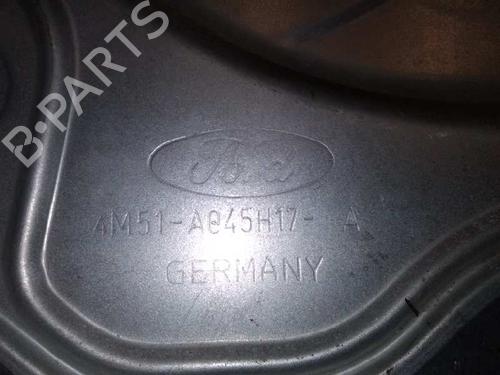 B-PARTS
Ford
4M51-A045H17- A
GERMANY